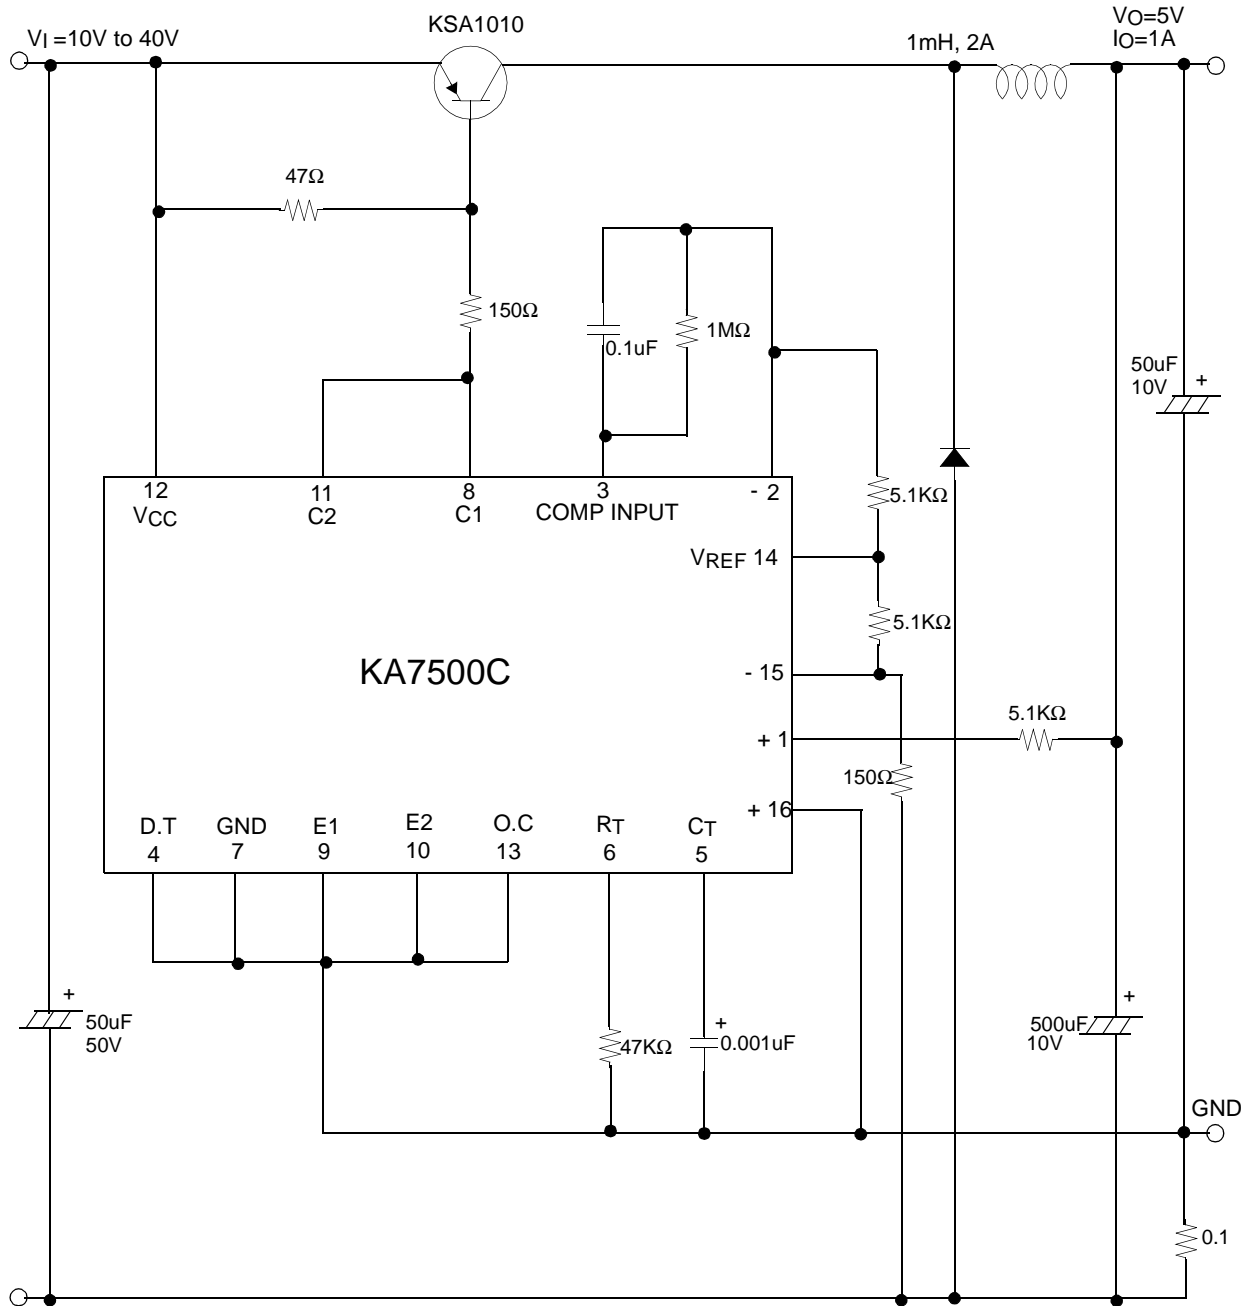 KSA1010
VI =10V to 40V
1mH, 2A
VO=5V
IO=1A
47Ω
150Ω
0.1uF
1MΩ
50uF
10V
+
12
VCC
11
C2
8
C1
3
COMP INPUT
- 2
5.1KΩ
VREF 14
5.1KΩ
KA7500C
- 15
5.1KΩ
+ 1
150Ω
+ 16
D.T
4
GND
7
E1
9
E2
10
O.C
13
RT
6
CT
5
+
50uF
50V
47KΩ
+
0.001uF
+
500uF
10V
GND
0.1